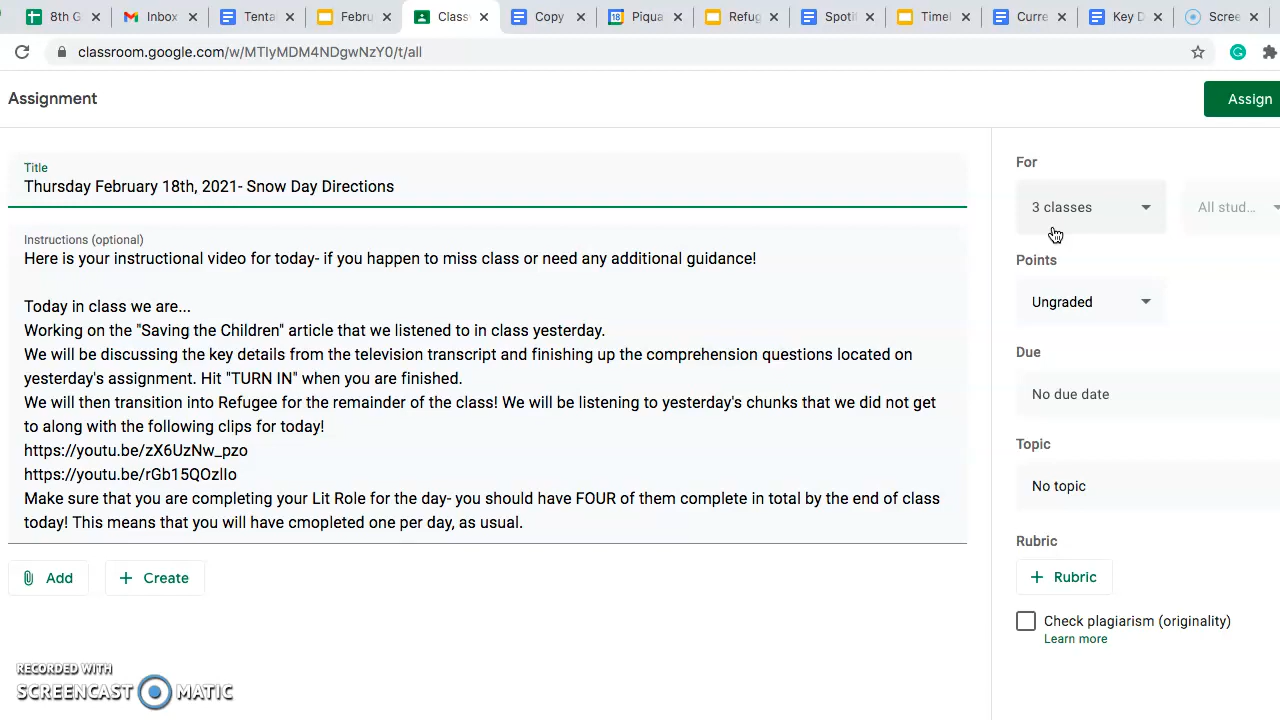 8th G Inbox Tenta Febru Class Copy Piqua Refug Spoti Timel Curre Key D Scree
classroom.google.com/w/MTIyMDM4NDgwNzY0/t/all
Assignment
Assign
Title
Thursday February 18th, 2021- Snow Day Directions
Instructions (optional)
Here is your instructional video for today- if you happen to miss class or need any additional guidance!
Today in class we are...
Working on the "Saving the Children" article that we listened to in class yesterday.
We will be discussing the key details from the television transcript and finishing up the comprehension questions located on
yesterday's assignment. Hit "TURN IN" when you are finished.
We will then transition into Refugee for the remainder of the class! We will be listening to yesterday's chunks that we did not get
to along with the following clips for today!
https://youtu.be/zX6UzNw_pzo
https://youtu.be/rGb15QOzlIo
Make sure that you are completing your Lit Role for the day- you should have FOUR of them complete in total by the end of class
today! This means that you will have cmopleted one per day, as usual.
Add
+ Create
For
3 classes
All stud...
Points
Ungraded
Due
No due date
Topic
No topic
Rubric
+ Rubric
Check plagiarism (originality)
Learn more
RECORDED WITH
SCREENCAST MATIC